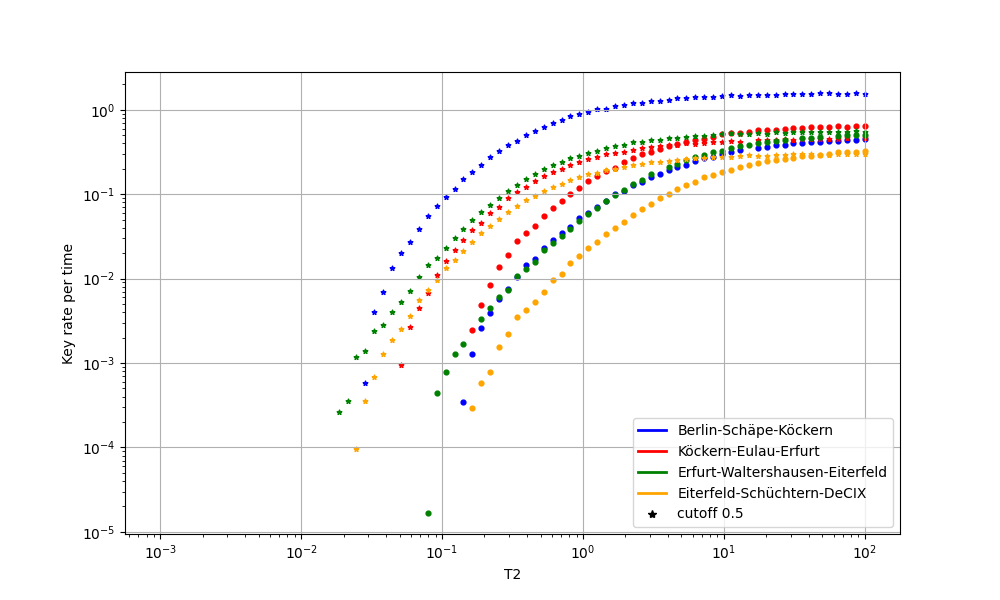 10⁰
10⁻¹
10⁻²
10⁻³
10⁻⁴
10⁻⁵
Key rate per time
Berlin-Schäpe-Köckern
Köckern-Eulau-Erfurt
Erfurt-Waltershausen-Eiterfeld
Eiterfeld-Schüchtern-DeCIX
cutoff 0.5
10⁻³ 10⁻² 10⁻¹ 10⁰ 10¹ 10²
T2